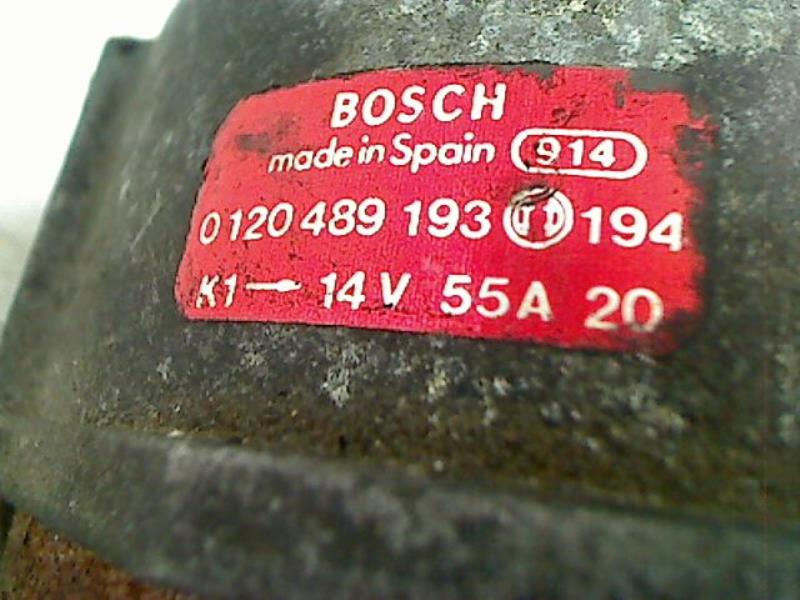 BOSCH
made in Spain 914
0 120 489 193 194
K1 → 14 V 55A 20